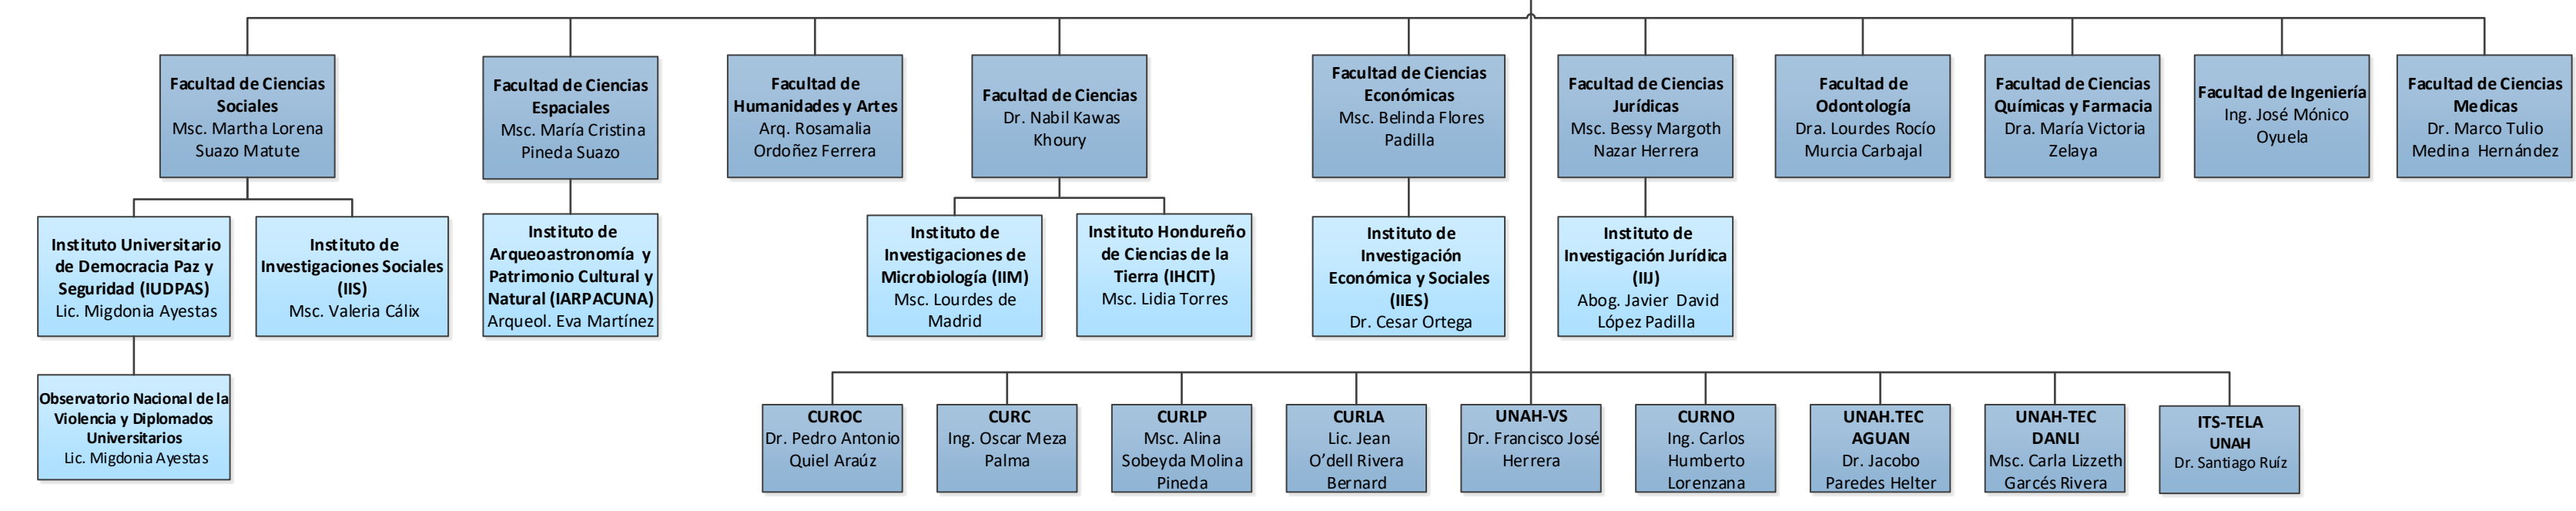 Facultad de Ciencias
Sociales
Msc. Martha Lorena
Suazo Matute
Facultad de Ciencias
Espaciales
Msc. María Cristina
Pineda Suazo
Facultad de
Humanidades y Artes
Arq. Rosamalia
Ordoñez Ferrera
Facultad de Ciencias
Dr. Nabil Kawas
Khoury
Facultad de Ciencias
Económicas
Msc. Belinda Flores
Padilla
Facultad de Ciencias
Jurídicas
Msc. Bessy Margoth
Nazar Herrera
Facultad de
Odontología
Dra. Lourdes Rocío
Murcia Carbajal
Facultad de Ciencias
Químicas y Farmacia
Dra. María Victoria
Zelaya
Facultad de Ingeniería
Ing. José Mónico
Oyuela
Facultad de Ciencias
Medicas
Dr. Marco Tulio
Medina Hernández
Instituto Universitario
de Democracia Paz y
Seguridad (IUDPAS)
Lic. Migdonia Ayestas
Instituto de
Investigaciones Sociales
(IIS)
Msc. Valeria Cálix
Instituto de
Arqueoastronomía y
Patrimonio Cultural y
Natural (IARPACUNA)
Arqueol. Eva Martínez
Instituto de
Investigaciones de
Microbiología (IIM)
Msc. Lourdes de
Madrid
Instituto Hondureño
de Ciencias de la
Tierra (IHCIT)
Msc. Lidia Torres
Instituto de
Investigación
Económica y Sociales
(IIES)
Dr. Cesar Ortega
Instituto de
Investigación Jurídica
(IIJ)
Abog. Javier David
López Padilla
Observatorio Nacional de la
Violencia y Diplomados
Universitarios
Lic. Migdonia Ayestas
CUROC
Dr. Pedro Antonio
Quiel Araúz
CURC
Ing. Oscar Meza
Palma
CURLP
Msc. Alina
Sobeyda Molina
Pineda
CURLA
Lic. Jean
O’dell Rivera
Bernard
UNAH-VS
Dr. Francisco José
Herrera
CURNO
Ing. Carlos
Humberto
Lorenzana
UNAH.TEC
AGUAN
Dr. Jacobo
Paredes Helter
UNAH-TEC
DANLI
Msc. Carla Lizzeth
Garcés Rivera
ITS-TELA
UNAH
Dr. Santiago Ruíz